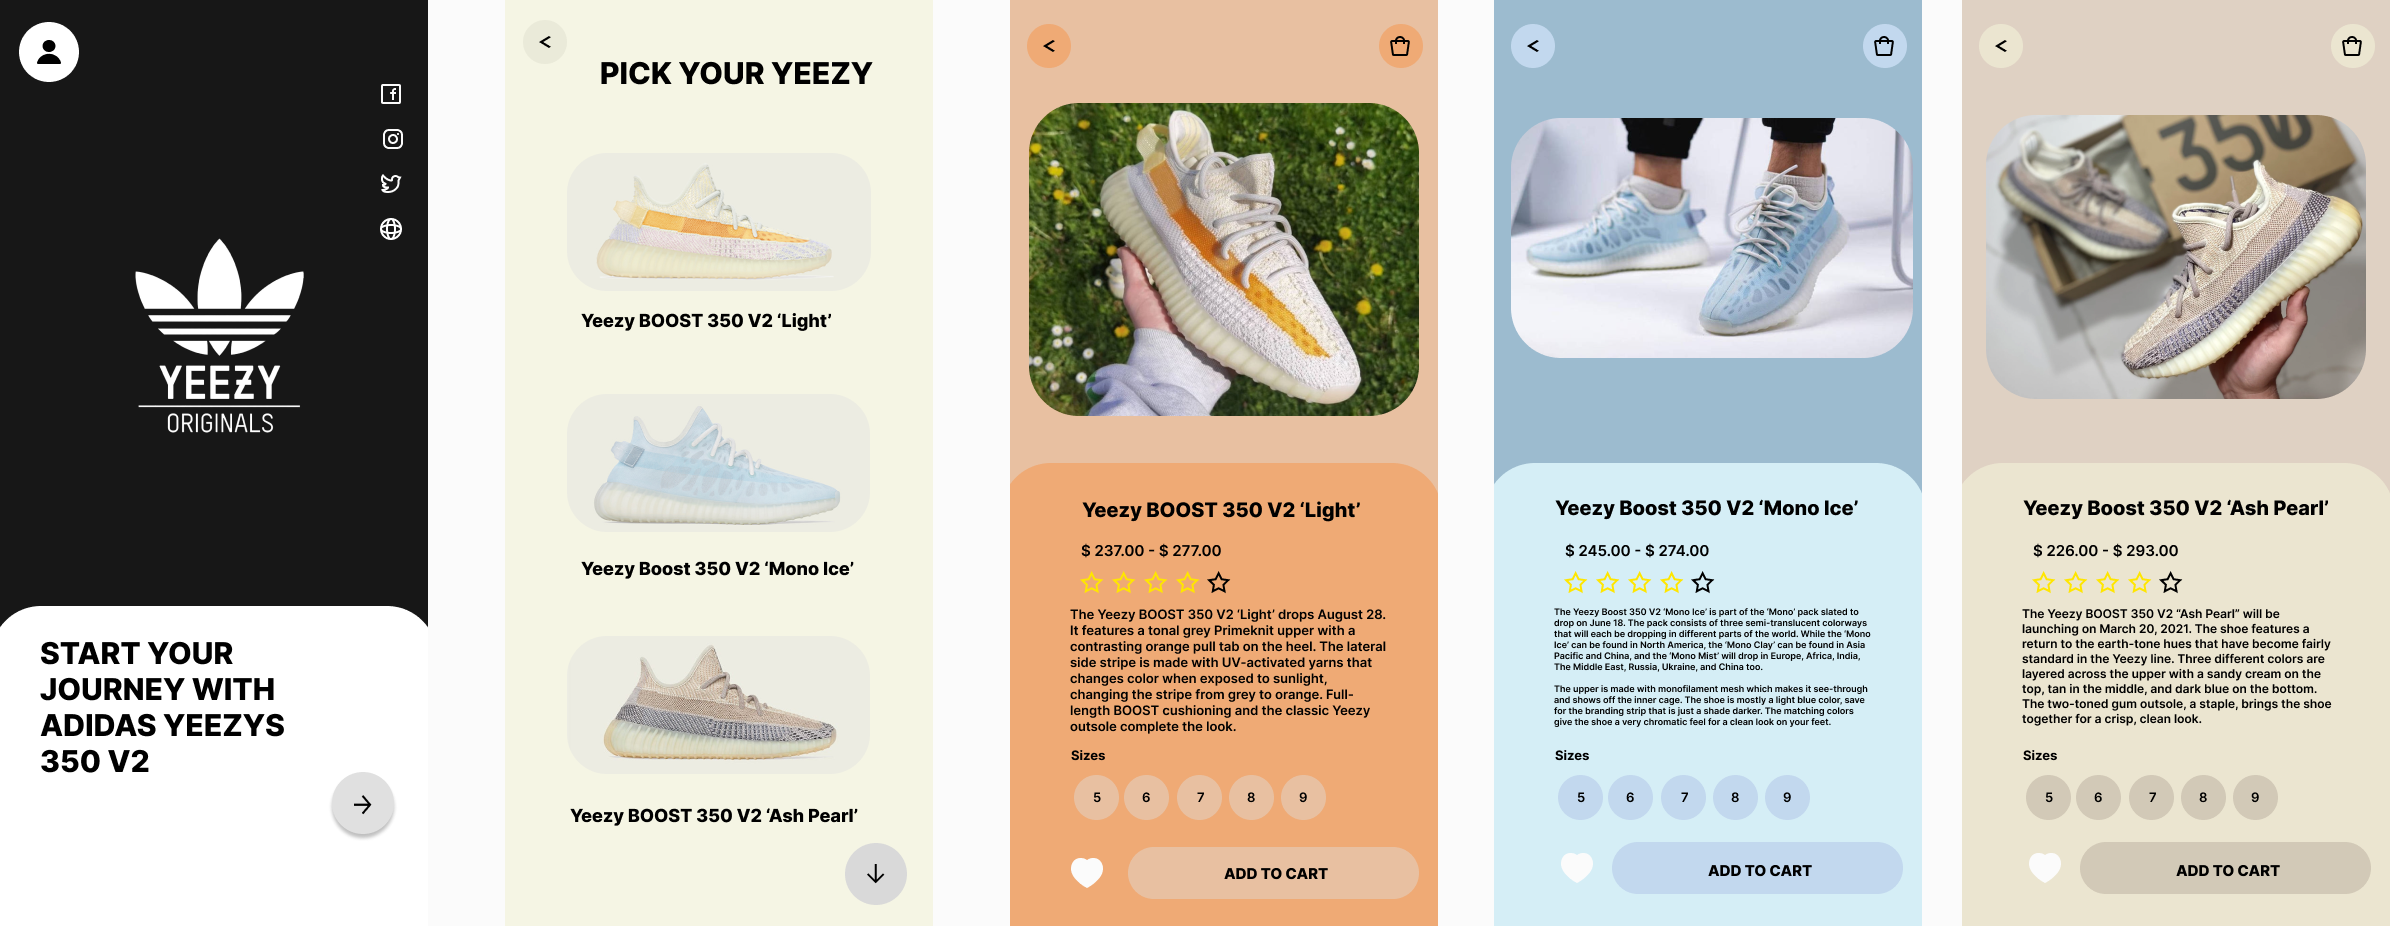 YEEZY
ORIGINALS
START YOUR
JOURNEY WITH
ADIDAS YEEZYS
350 V2
<
PICK YOUR YEEZY
Yeezy BOOST 350 V2 ‘Light’
Yeezy Boost 350 V2 ‘Mono Ice’
Yeezy BOOST 350 V2 ‘Ash Pearl’
<
Yeezy BOOST 350 V2 ‘Light’
$ 237.00 - $ 277.00
The Yeezy BOOST 350 V2 ‘Light’ drops August 28.
It features a tonal grey Primeknit upper with a
contrasting orange pull tab on the heel. The lateral
side stripe is made with UV-activated yarns that
changes color when exposed to sunlight,
changing the stripe from grey to orange. Full-
length BOOST cushioning and the classic Yeezy
outsole complete the look.
Sizes
5 6 7 8 9
ADD TO CART
<
Yeezy Boost 350 V2 ‘Mono Ice’
$ 245.00 - $ 274.00
The Yeezy Boost 350 V2 ‘Mono Ice’ is part of the ‘Mono’ pack slated to
drop on June 18. The pack consists of three semi-translucent colorways
that will each be dropping in different parts of the world. While the ‘Mono
Ice’ can be found in North America, the ‘Mono Clay’ can be found in Asia
Pacific and China, and the ‘Mono Mist’ will drop in Europe, Africa, India,
The Middle East, Russia, Ukraine, and China too.
The upper is made with monofilament mesh which makes it see-through
and shows off the inner cage. The shoe is mostly a light blue color, save
for the branding strip that is just a shade darker. The matching colors
give the shoe a very chromatic feel for a clean look on your feet.
Sizes
5 6 7 8 9
ADD TO CART
<
350
Yeezy Boost 350 V2 ‘Ash Pearl’
$ 226.00 - $ 293.00
The Yeezy BOOST 350 V2 “Ash Pearl” will be
launching on March 20, 2021. The shoe features a
return to the earth-tone hues that have become fairly
standard in the Yeezy line. Three different colors are
layered across the upper with a sandy cream on the
top, tan in the middle, and dark blue on the bottom.
The two-toned gum outsole, a staple, brings the shoe
together for a crisp, clean look.
Sizes
5 6 7 8 9
ADD TO CART